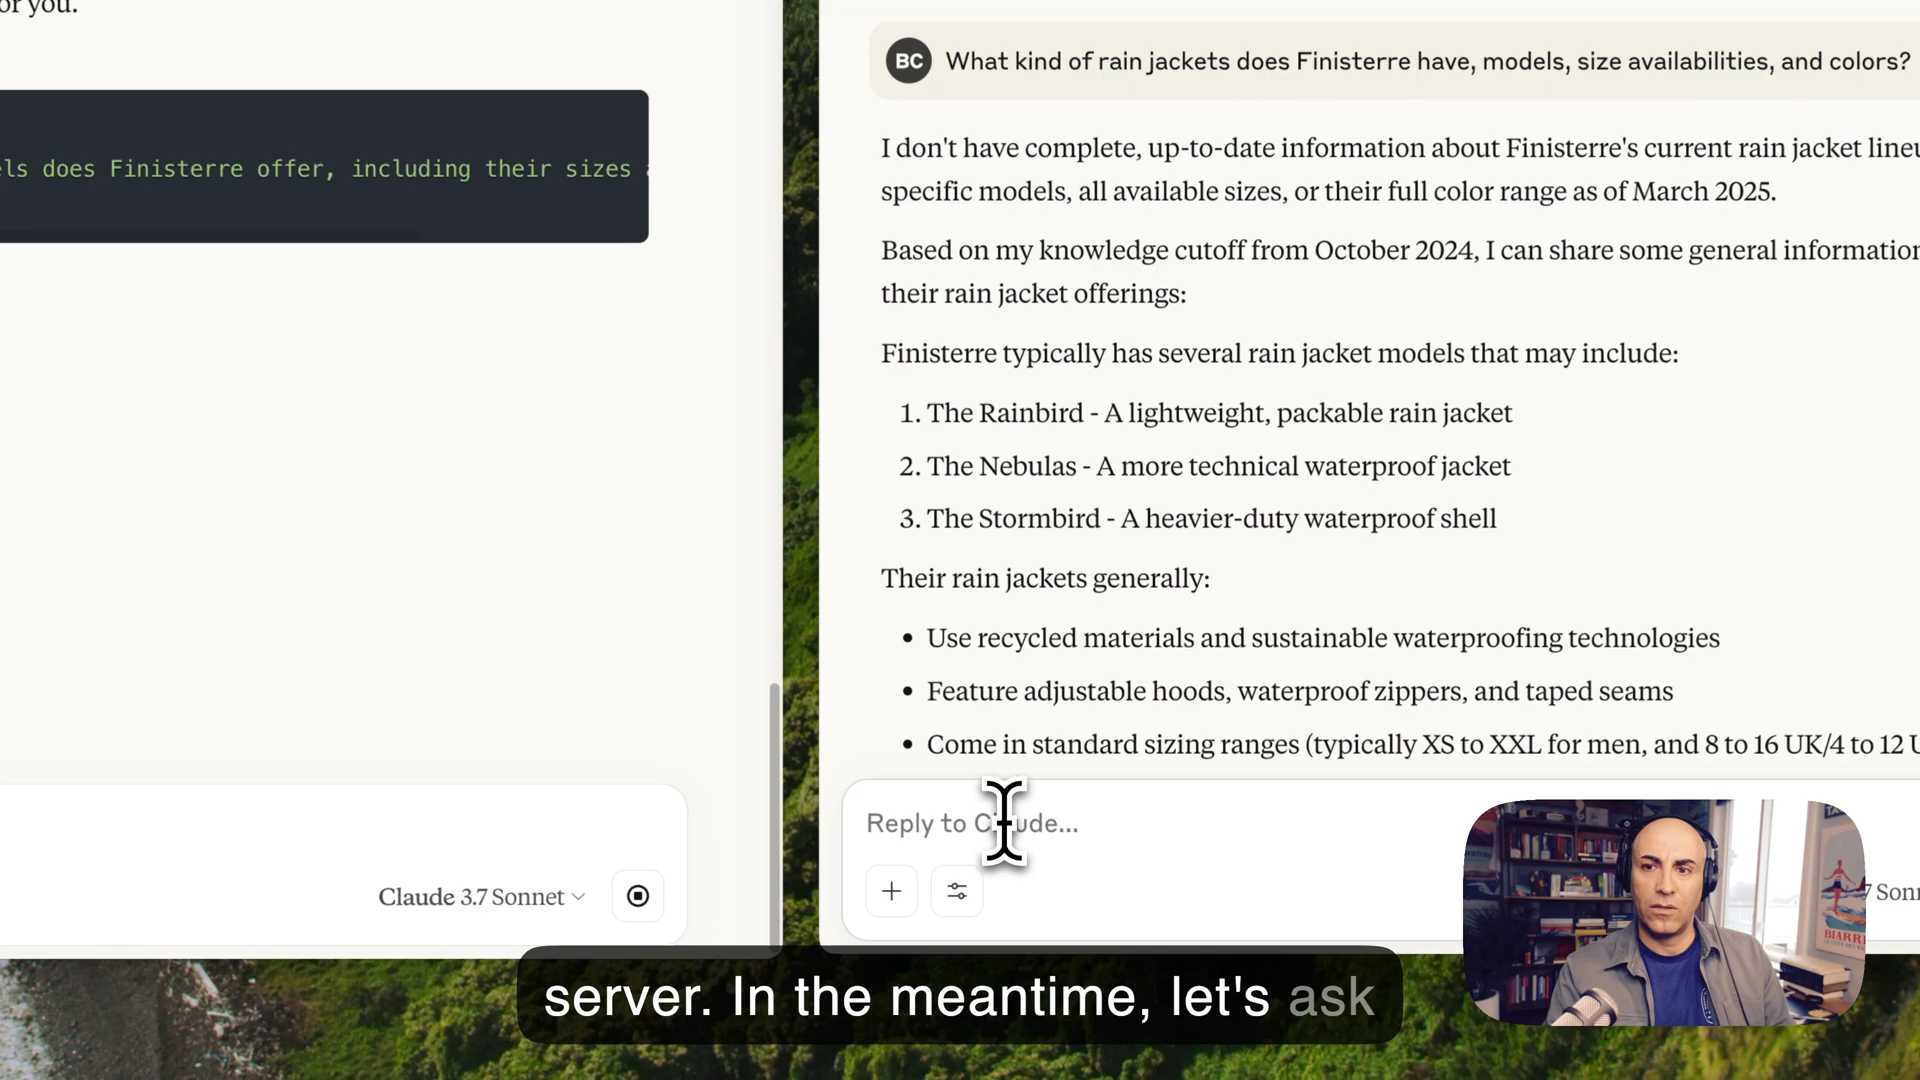 or you.
els does Finisterre offer, including their sizes
Claude 3.7 Sonnet
BC
What kind of rain jackets does Finisterre have, models, size availabilities, and colors?
I don't have complete, up-to-date information about Finisterre's current rain jacket
specific models, all available sizes, or their full color range as of March 2025.
Based on my knowledge cutoff from October 2024, I can share some general information
their rain jacket offerings:
Finisterre typically has several rain jacket models that may include:
1. The Rainbird - A lightweight, packable rain jacket
2. The Nebulas - A more technical waterproof jacket
3. The Stormbird - A heavier-duty waterproof shell
Their rain jackets generally:
• Use recycled materials and sustainable waterproofing technologies
• Feature adjustable hoods, waterproof zippers, and taped seams
• Come in standard sizing ranges (typically XS to XXL for men, and 8 to 16 UK/4 to 12 U
Reply to Claude...
7 Sonn
BIARR
server. In the meantime, let's ask